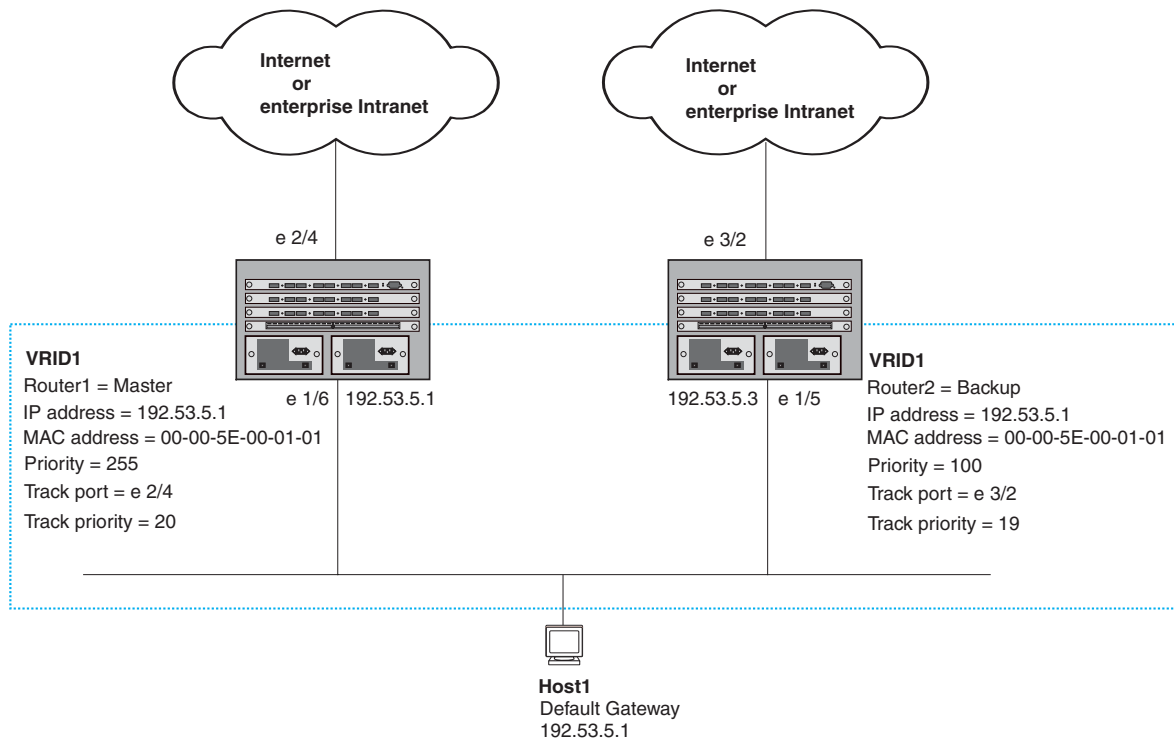 Internet
or
enterprise Intranet
Internet
or
enterprise Intranet
e 2/4
e 3/2
VRID1
Router1 = Master
IP address = 192.53.5.1
MAC address = 00-00-5E-00-01-01
Priority = 255
Track port = e 2/4
Track priority = 20
e 1/6
192.53.5.1
192.53.5.3
e 1/5
VRID1
Router2 = Backup
IP address = 192.53.5.1
MAC address = 00-00-5E-00-01-01
Priority = 100
Track port = e 3/2
Track priority = 19
Host1
Default Gateway
192.53.5.1